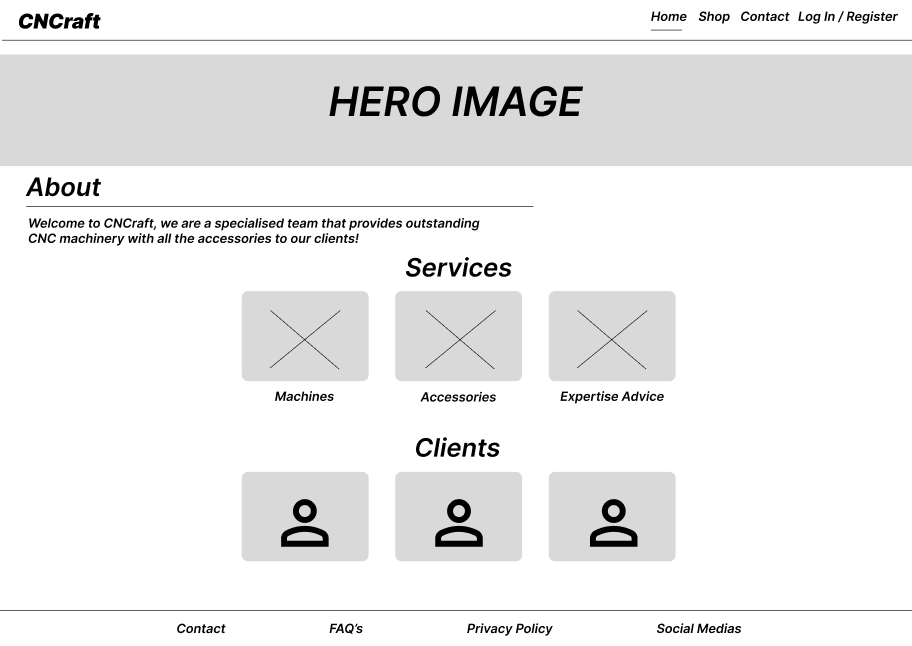 CNCraft
Home Shop Contact Log In / Register
HERO IMAGE
About
Welcome to CNCraft, we are a specialised team that provides outstanding
CNC machinery with all the accessories to our clients!
Services
Machines Accessories Expertise Advice
Clients
Contact FAQ’s Privacy Policy Social Medias